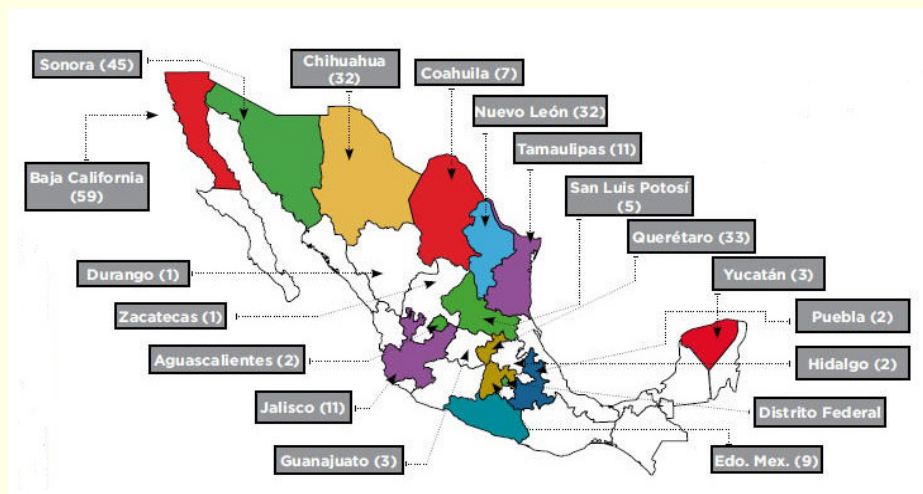 Sonora (45)
Chihuahua
(32)
Coahuila (7)
Nuevo León (32)
Tamaulipas (11)
San Luis Potosí
(5)
Querétaro (33)
Baja California
(59)
Durango (1)
Yucatán (3)
Zacatecas (1)
Puebla (2)
Aguascalientes (2)
Hidalgo (2)
Jalisco (11)
Distrito Federal
Guanajuato (3)
Edo. Mex. (9)